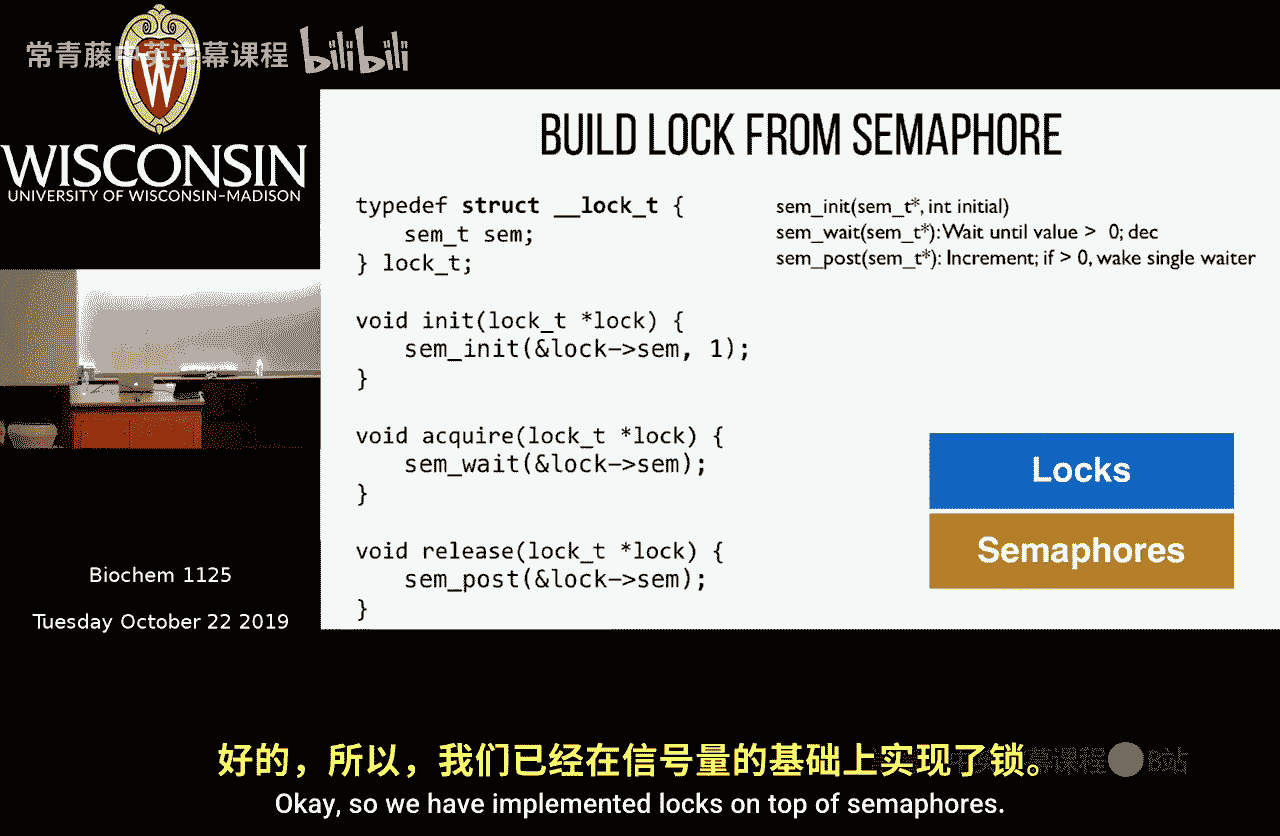 常青藤中英字幕课程 bilibili
W
WISCONSIN
UNIVERSITY OF WISCONSIN–MADISON
Biochem 1125
Tuesday October 22 2019
BUILD LOCK FROM SEMAPHORE
typedef struct __lock_t {
sem_t sem;
} lock_t;
void init(lock_t *lock) {
sem_init(&lock->sem, 1);
}
void acquire(lock_t *lock) {
sem_wait(&lock->sem);
}
void release(lock_t *lock) {
sem_post(&lock->sem);
}
sem_init(sem_t*, int initial)
sem_wait(sem_t*): Wait until value > 0; dec
sem_post(sem_t*): Increment; if > 0, wake single waiter
Locks
Semaphores
好的，所以，我们已经在信号量的基础上实现了锁。
幕课程 B站
Okay, so we have implemented locks on top of semaphores.